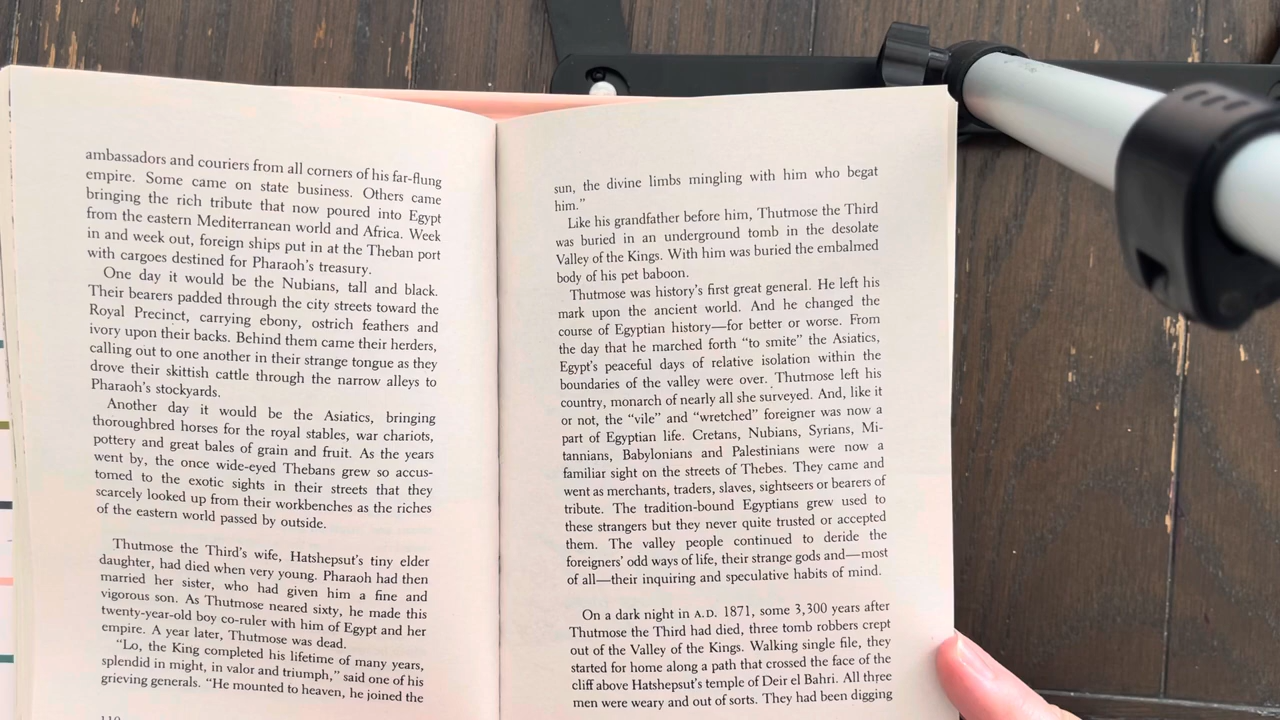 ambassadors and couriers from all corners of his far-flung
empire. Some came on state business. Others came
bringing the rich tribute that now poured into Egypt
from the eastern Mediterranean world and Africa. Week
in and week out, foreign ships put in at the Theban port
with cargoes destined for Pharaoh's treasury.
One day it would be the Nubians, tall and black.
Their bearers padded through the city streets toward the
Royal Precinct, carrying ebony, ostrich feathers and
ivory upon their backs. Behind them came their herders,
calling out to one another in their strange tongue as they
drove their skittish cattle through the narrow alleys to
Pharaoh's stockyards.
Another day it would be the Asiatics, bringing
thoroughbred horses for the royal stables, war chariots,
pottery and great bales of grain and fruit. As the years
went by, the once wide-eyed Thebans grew so accus-
tomed to the exotic sights in their streets that they
scarcely looked up from their workbenches as the riches
of the eastern world passed by outside.
Thutmose the Third's wife, Hatshepsut's tiny elder
daughter, had died when very young. Pharaoh had then
married her sister, who had given him a fine and
vigorous son. As Thutmose neared sixty, he made this
twenty-year-old boy co-ruler with him of Egypt and her
empire. A year later, Thutmose was dead.
"Lo, the King completed his lifetime of many years,
splendid in might, in valor and triumph," said one of his
grieving generals. "He mounted to heaven, he joined the
110
sun, the divine limbs mingling with him who begat
him."
Like his grandfather before him, Thutmose the Third
was buried in an underground tomb in the desolate
Valley of the Kings. With him was buried the embalmed
body of his pet baboon.
Thutmose was history's first great general. He left his
mark upon the ancient world. And he changed the
course of Egyptian history—for better or worse. From
the day that he marched forth "to smite" the Asiatics,
Egypt's peaceful days of relative isolation within the
boundaries of the valley were over. Thutmose left his
country, monarch of nearly all she surveyed. And, like it
or not, the "vile" and "wretched" foreigner was now a
part of Egyptian life. Cretans, Nubians, Syrians, Mi-
tannians, Babylonians and Palestinians were now a
familiar sight on the streets of Thebes. They came and
went as merchants, traders, slaves, sightseers or bearers of
tribute. The tradition-bound Egyptians grew used to
these strangers but they never quite trusted or accepted
them. The valley people continued to deride the
foreigners' odd ways of life, their strange gods and—most
of all—their inquiring and speculative habits of mind.
On a dark night in A.D. 1871, some 3,300 years after
Thutmose the Third had died, three tomb robbers crept
out of the Valley of the Kings. Walking single file, they
started for home along a path that crossed the face of the
cliff above Hatshepsut's temple of Deir el Bahri. All three
men were weary and out of sorts. They had been digging